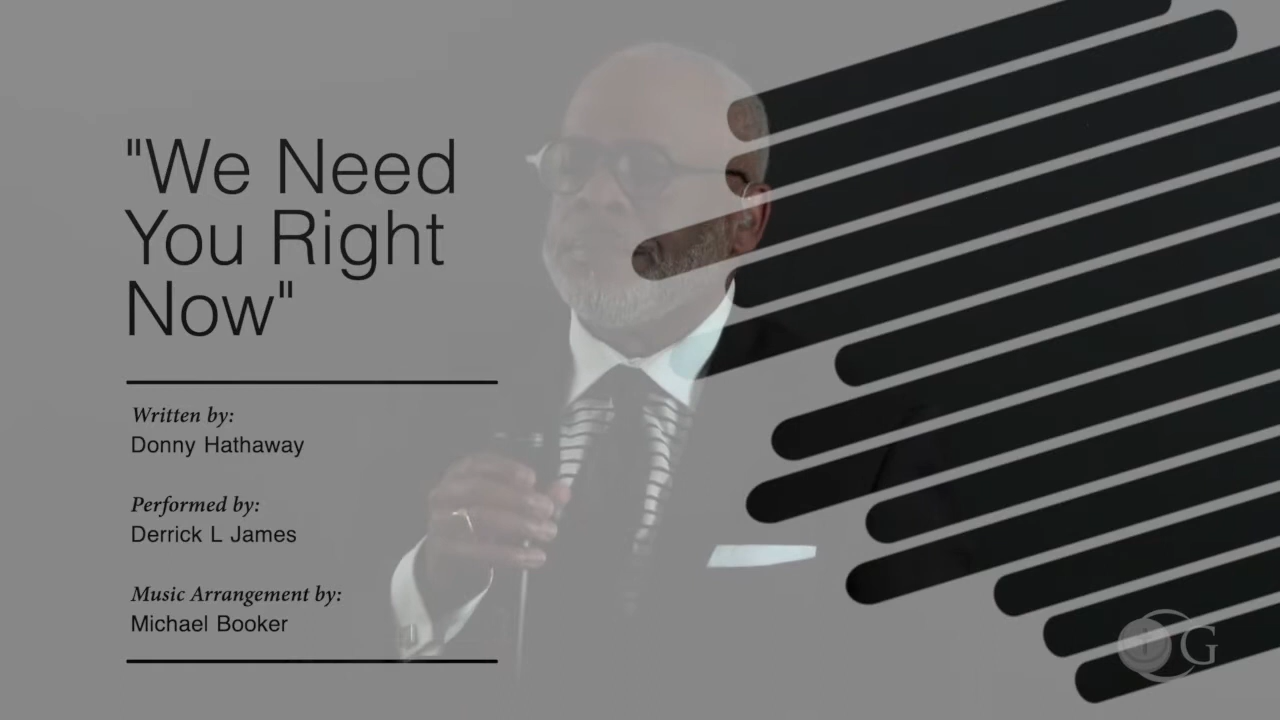 "We Need
You Right
Now"
Written by:
Donny Hathaway
Performed by:
Derrick L James
Music Arrangement by:
Michael Booker
G